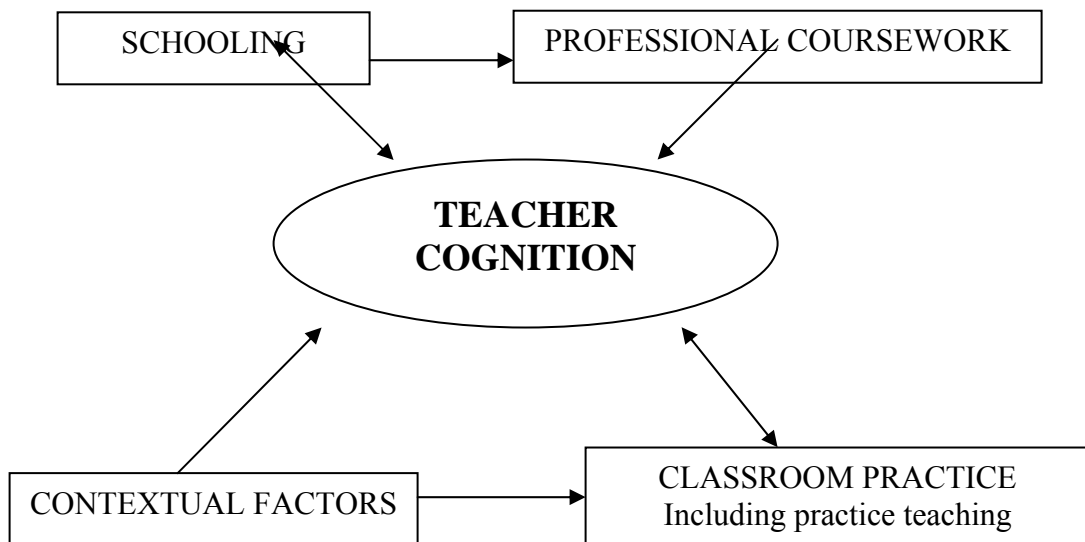 SCHOOLING
PROFESSIONAL COURSEWORK
TEACHER
COGNITION
CONTEXTUAL FACTORS
CLASSROOM PRACTICE
Including practice teaching